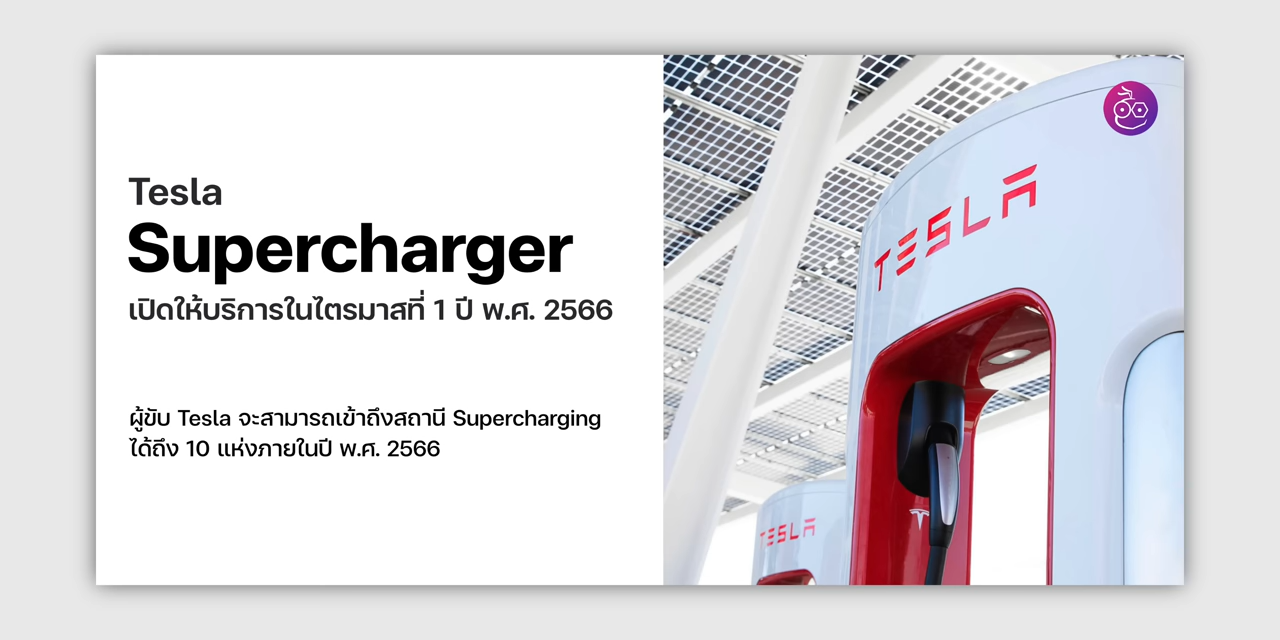 Tesla
Supercharger
เปิดให้บริการในไตรมาสที่ 1 ปี พ.ศ. 2566
ผู้ขับ Tesla จะสามารถเข้าถึงสถานี Supercharging
ได้ถึง 10 แห่งภายในปี พ.ศ. 2566
TESLA
TESLA